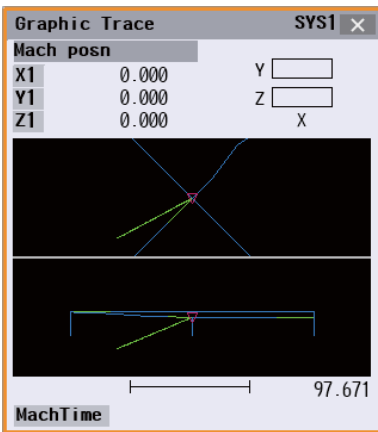 Graphic Trace SYS1 ×
Mach posn
X1 0.000 Y
Y1 0.000 Z
Z1 0.000 X
97.671
MachTime